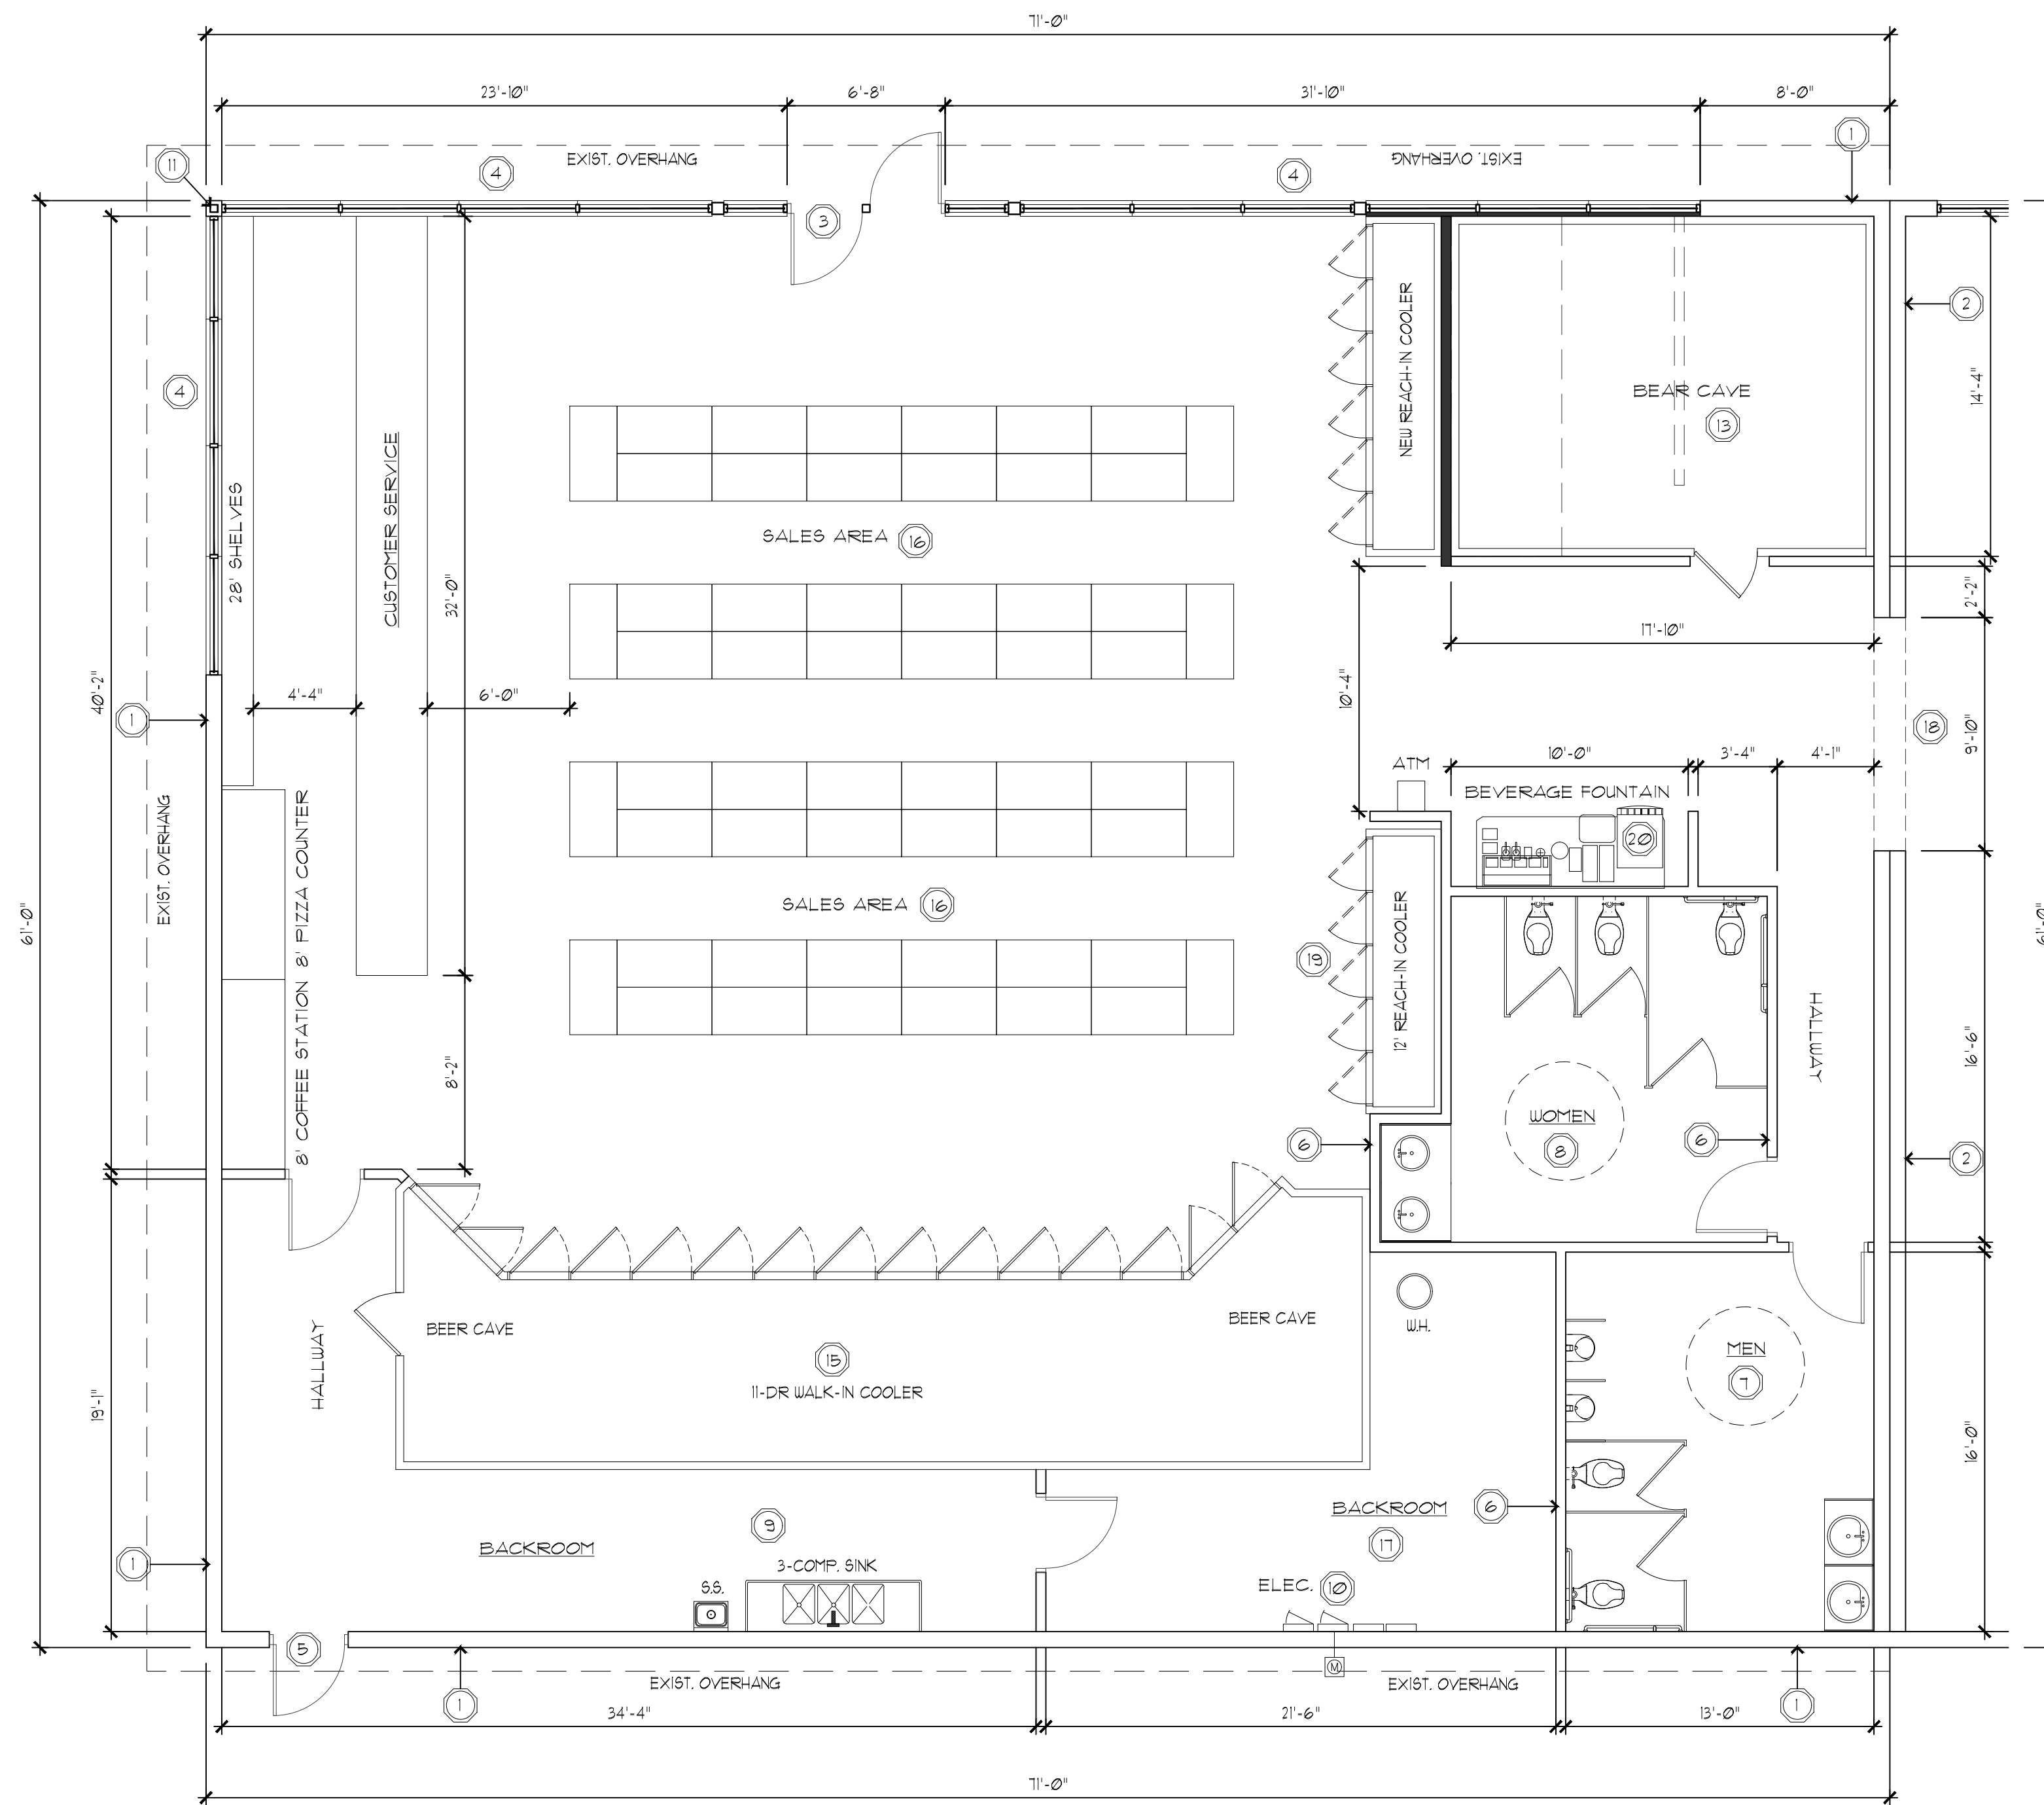 71'-0"
23'-10"
6'-8"
31'-10"
8'-0"
1
11
4
EXIST. OVERHANG
4
EXIST. OVERHANG
3
2
4
28' SHELVES
CUSTOMER SERVICE
32'-0"
NEW REACH-IN COOLER
BEAR CAVE
13
14'-4"
SALES AREA
16
2'-2"
17'-10"
40'-2"
1
4'-4"
6'-0"
10'-4"
18
9'-10"
10'-0"
3'-4"
4'-1"
ATM
BEVERAGE FOUNTAIN
20
61'-0"
EXIST. OVERHANG
8' PIZZA COUNTER
8' COFFEE STATION
SALES AREA
16
19
12' REACH-IN COOLER
HALLWAY
61'-0"
8'-2"
16'-6"
WOMEN
8
6
6
2
HALLWAY
BEER CAVE
BEER CAVE
15
11-DR WALK-IN COOLER
W.H.
MEN
7
19'-1"
16'-0"
9
BACKROOM
BACKROOM
6
17
3-COMP. SINK
S.S.
ELEC.
10
1
5
M
EXIST. OVERHANG
EXIST. OVERHANG
1
1
34'-4"
21'-6"
13'-0"
71'-0"